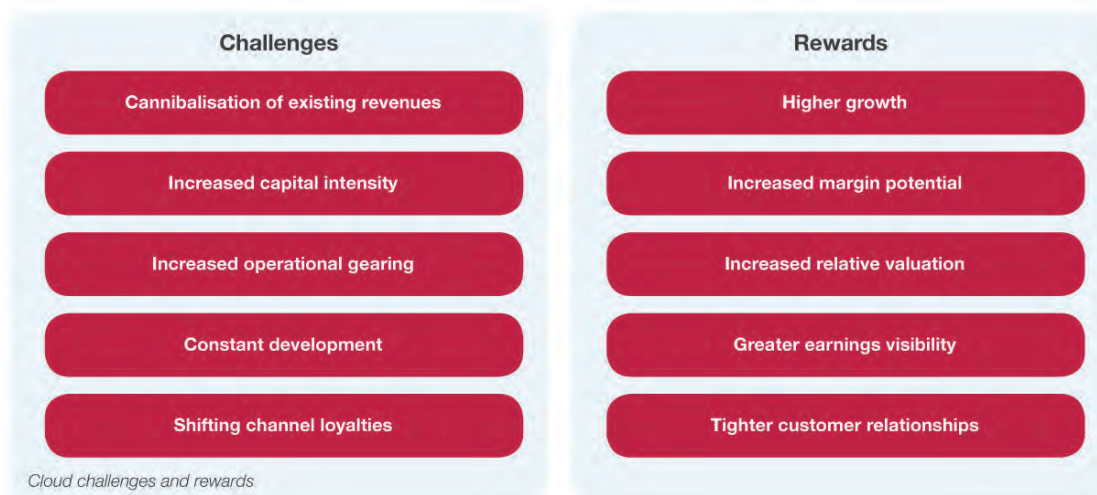 Challenges
Cannibalisation of existing revenues
Increased capital intensity
Increased operational gearing
Constant development
Shifting channel loyalties
Cloud challenges and rewards
Rewards
Higher growth
Increased margin potential
Increased relative valuation
Greater earnings visibility
Tighter customer relationships